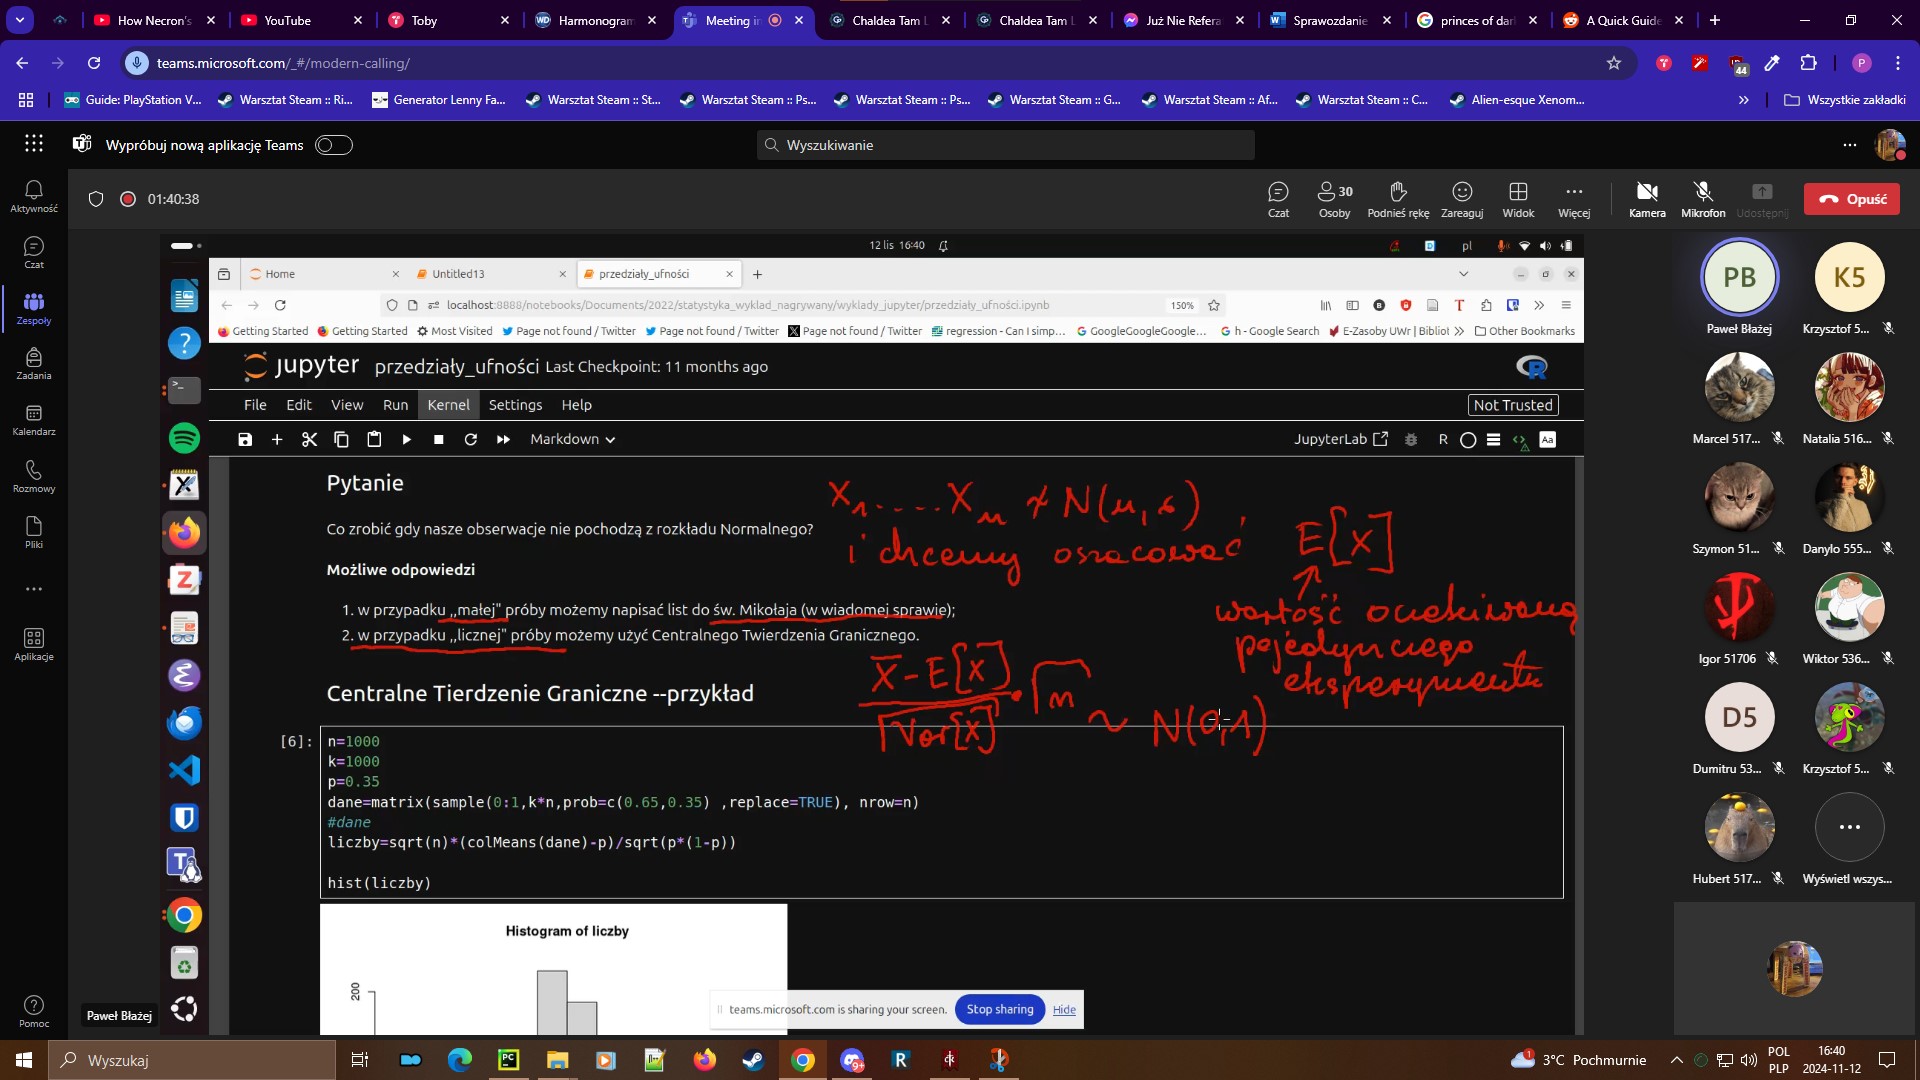 How Necron's
YouTube
Toby
Harmonogram
Meeting in
Chaldea Tam L
Chaldea Tam L
Już Nie Refera
Sprawozdanie
princes of dar
A Quick Guide
teams.microsoft.com/_#/modern-calling/
44
P
Guide: PlayStation V...
Warsztat Steam :: Ri...
Generator Lenny Fa...
Warsztat Steam :: St...
Warsztat Steam :: Ps...
Warsztat Steam :: Ps...
Warsztat Steam :: G...
Warsztat Steam :: Af...
Warsztat Steam :: C...
Alien-esque Xenom...
Wszystkie zakładki
Wypróbuj nową aplikację Teams
Wyszukiwanie
01:40:38
Czat
30
Osoby
Podnieś rękę
Zareaguj
Widok
Więcej
Kamera
Mikrofon
Udostępnij
Opuść
Aktywność
Czat
Zespoły
Zadania
Kalendarz
Rozmowy
Pliki
Aplikacje
Pomoc
12 lis 16:40
pl
Home
Untitled13
przedziały_ufności
localhost:8888/notebooks/Documents/2022/statystyka_wyklad_nagrywany/wyklady_jupyter/przedziały_ufności.ipynb
150%
Getting Started
Getting Started
Most Visited
Page not found / Twitter
Page not found / Twitter
Page not found / Twitter
regression - Can I simp...
GoogleGoogleGoogle...
h - Google Search
E-Zasoby UWr | Bibliot
Other Bookmarks
jupyter
przedziały_ufności Last Checkpoint: 11 months ago
File Edit View Run Kernel Settings Help
Not Trusted
Markdown
JupyterLab
R
Pytanie
X₁....Xₙ ≁ N(μ,σ)
Co zrobić gdy nasze obserwacje nie pochodzą z rozkładu Normalnego?
i chcemy oszacować E[X]
Możliwe odpowiedzi
1. w przypadku ,,małej" próby możemy napisać list do św. Mikołaja (w wiadomej sprawie);
wartość oczekiwana
2. w przypadku ,,licznej" próby możemy użyć Centralnego Twierdzenia Granicznego.
pojedynczego
eksperymentu
X̄-E[X]
√Var[X]
·√n ~ N(0,1)
Centralne Tierdzenie Graniczne --przykład
[6]:
n=1000
k=1000
p=0.35
dane=matrix(sample(0:1,k*n,prob=c(0.65,0.35) ,replace=TRUE), nrow=n)
#dane
liczby=sqrt(n)*(colMeans(dane)-p)/sqrt(p*(1-p))
hist(liczby)
Histogram of liczby
200
teams.microsoft.com is sharing your screen.
Stop sharing
Hide
Paweł Błażej
PB
Paweł Błażej
K5
Krzysztof 5...
Marcel 517...
Natalia 516...
Szymon 51...
Danylo 555...
Igor 51706
Wiktor 536...
D5
Dumitru 53...
Krzysztof 5...
Hubert 517...
Wyświetl wszys...
Wyszukaj
PC
9+
R
1
3°C Pochmurnie
POL
PLP
16:40
2024-11-12